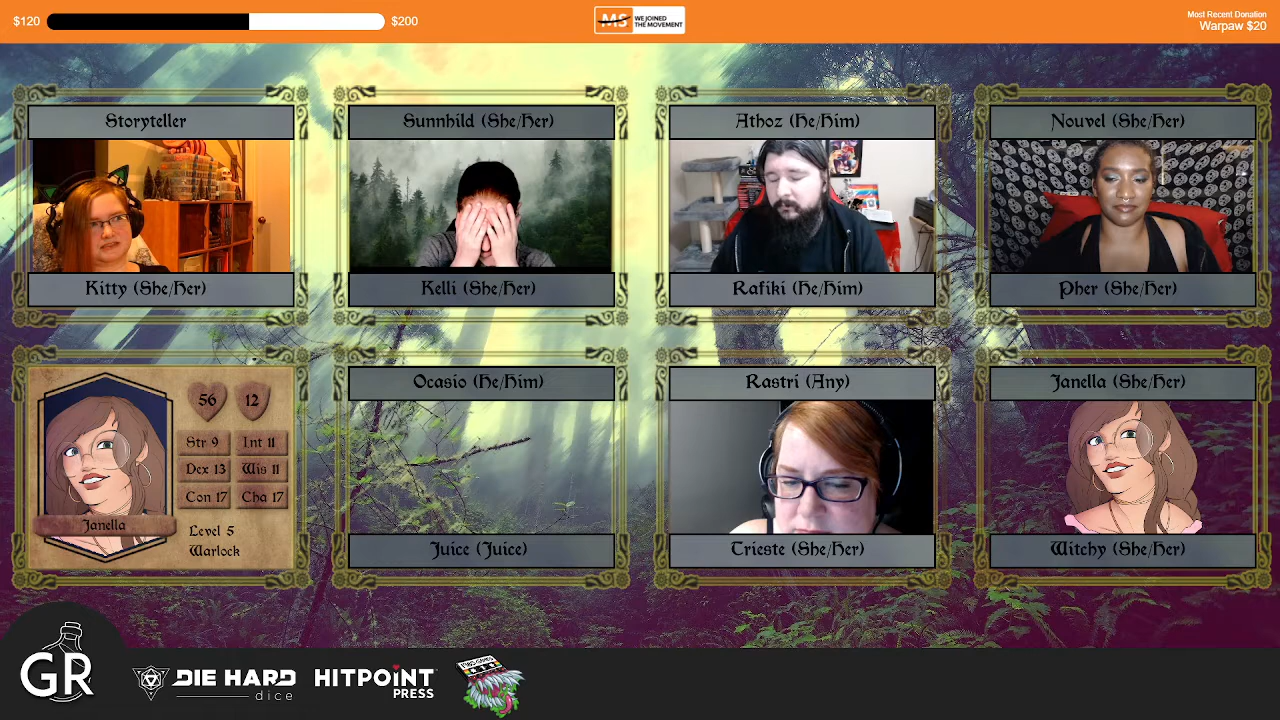 $120
$200
MS
WE JOINED
THE MOVEMENT
Most Recent Donation
Warpaw $20
Storyteller
Kitty (She/Her)
Sunnhild (She/Her)
Kelli (She/Her)
Athoz (He/Him)
Rafiki (He/Him)
Nouvel (She/Her)
Pher (She/Her)
56
12
Str 9
Int 11
Dex 13
Wis 11
Con 17
Cha 17
Janella
Level 5
Warlock
Ocasio (He/Him)
Juice (Juice)
Rastri (Any)
Trieste (She/Her)
Janella (She/Her)
Witchy (She/Her)
GR
DIE HARD
dice
HITPOINT
PRESS